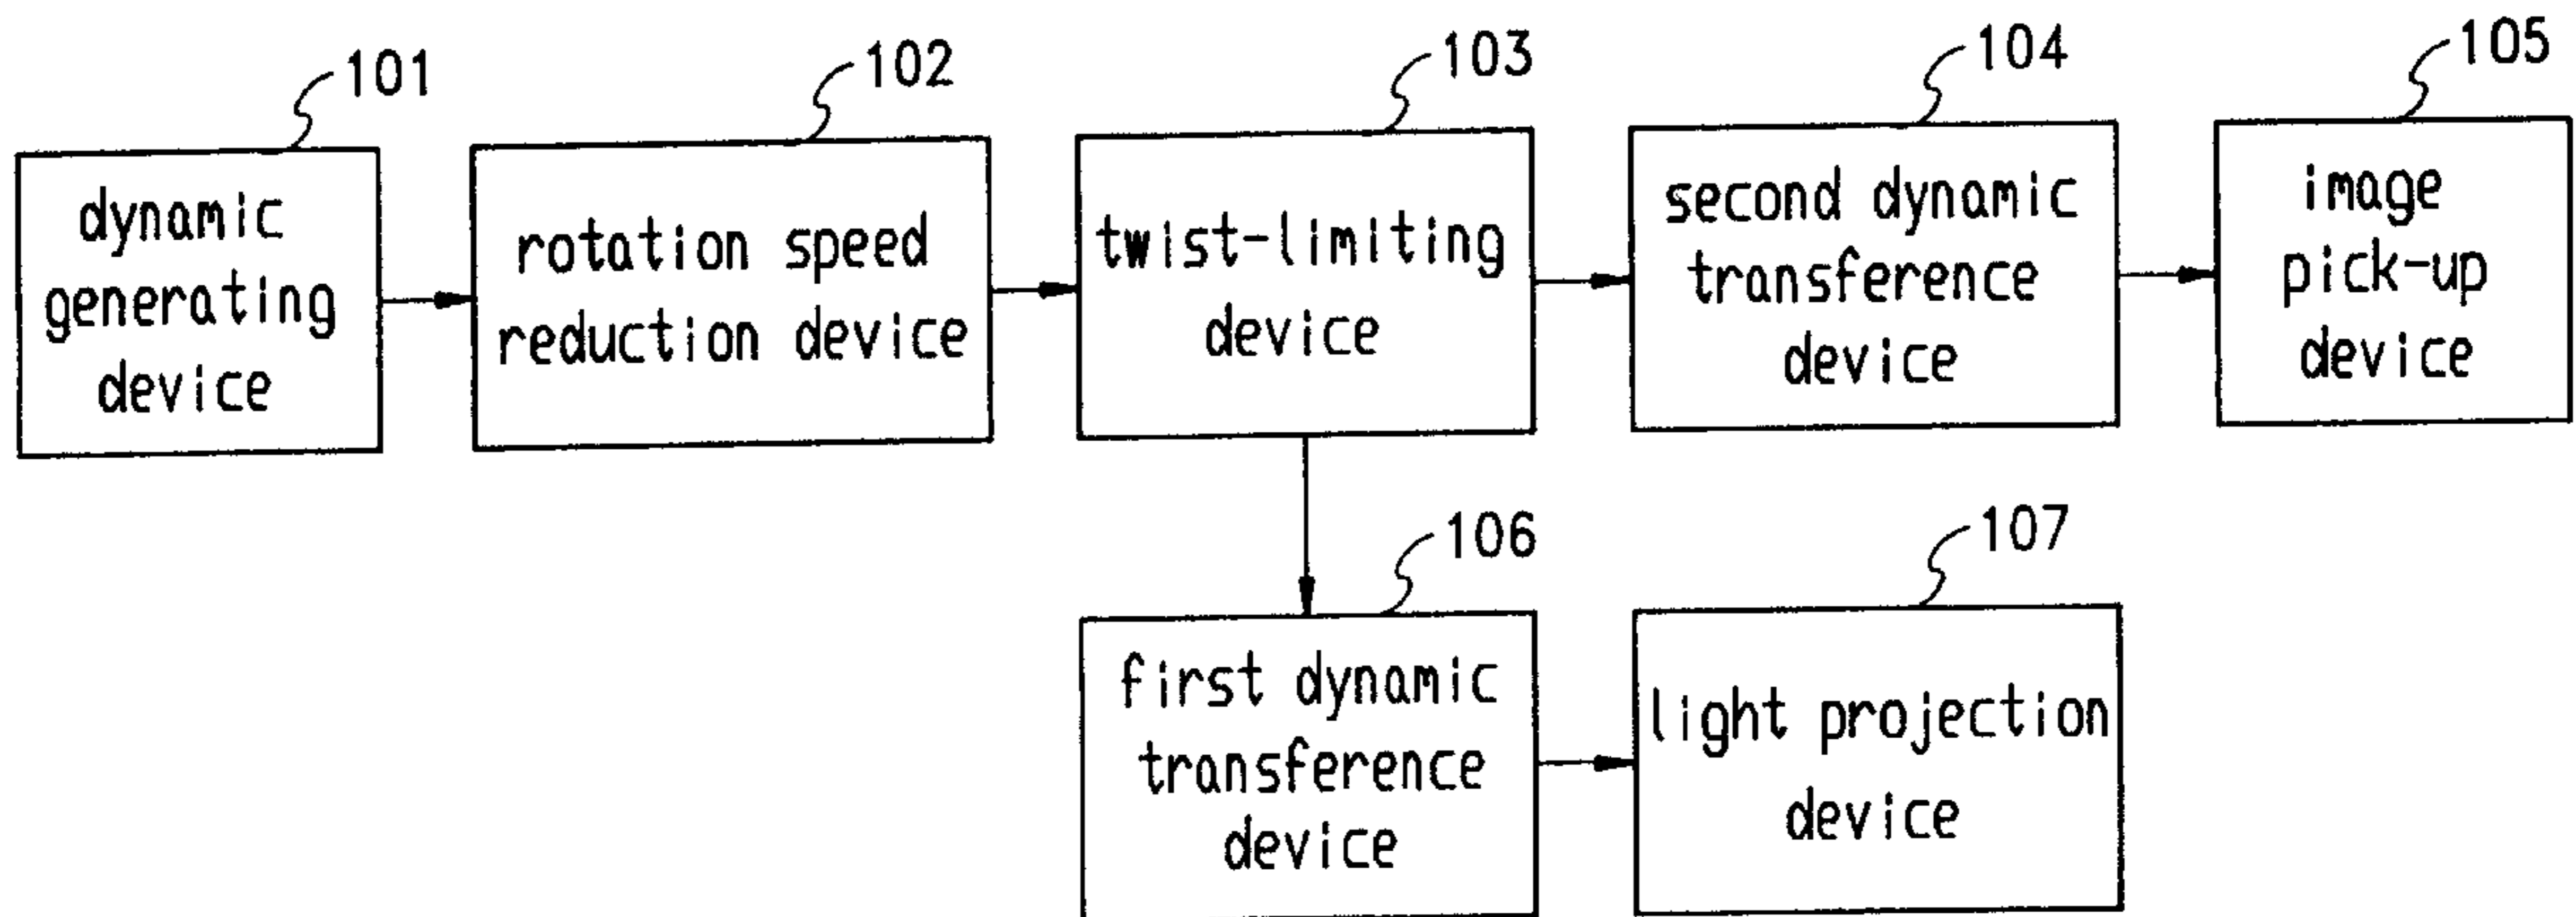 101
102
103
104
105
dynamic
generating
device
rotation speed
reduction device
twist-limiting
device
second dynamic
transference
device
image
pick-up
device
106
107
first dynamic
transference
device
light projection
device